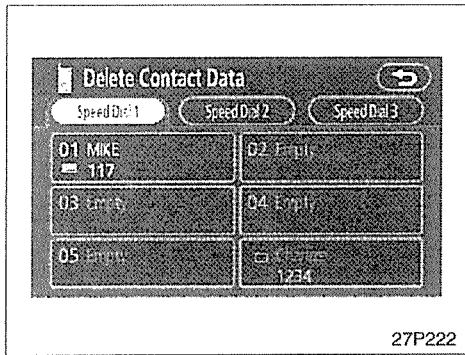 Delete Contact Data
Speed Dial 1 Speed Dial 2 Speed Dial 3
01 MIKE
117
02 Empty
03 Empty
04 Empty
05 Empty
1234
27P222